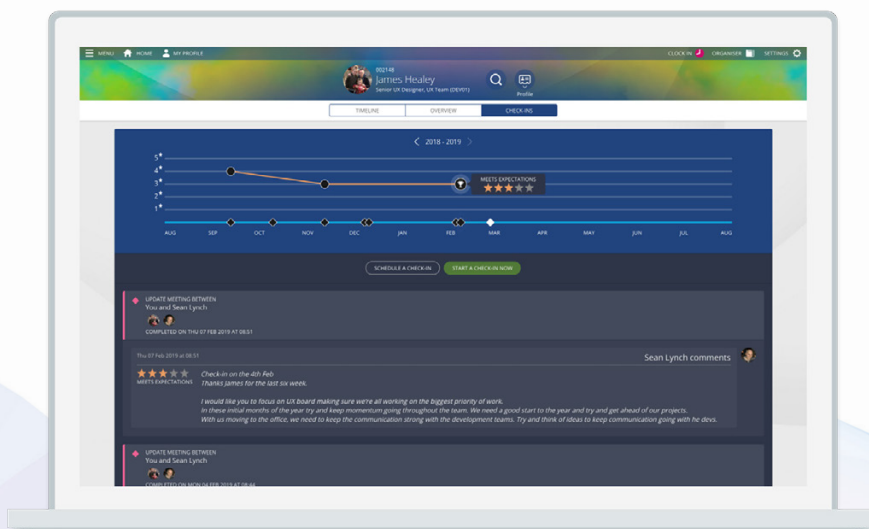 MENU HOME MY PROFILE CLOCK IN ORGANISER SETTINGS
002148
James Healey
Senior UX Designer, UX Team (DEV01)
Profile
TIMELINE OVERVIEW CHECK-INS
2018 - 2019
5
4
3
2
1
MEETS EXPECTATIONS
AUG SEP OCT NOV DEC JAN FEB MAR APR MAY JUN JUL AUG
SCHEDULE A CHECK-IN START A CHECK-IN NOW
UPDATE MEETING BETWEEN
You and Sean Lynch
COMPLETED ON THU 07 FEB 2019 AT 08:51
Thu 07 Feb 2019 at 08:51 Sean Lynch comments
MEETS EXPECTATIONS
Check-in on the 4th Feb
Thanks James for the last six week.
I would like you to focus on UX board making sure we're all working on the biggest priority of work.
In these initial months of the year try and keep momentum going throughout the team. We need a good start to the year and try and get ahead of our projects.
With us moving to the office, we need to keep the communication strong with the development teams. Try and think of ideas to keep communication going with he devs.
UPDATE MEETING BETWEEN
You and Sean Lynch
COMPLETED ON MON 04 FEB 2019 AT 08:44